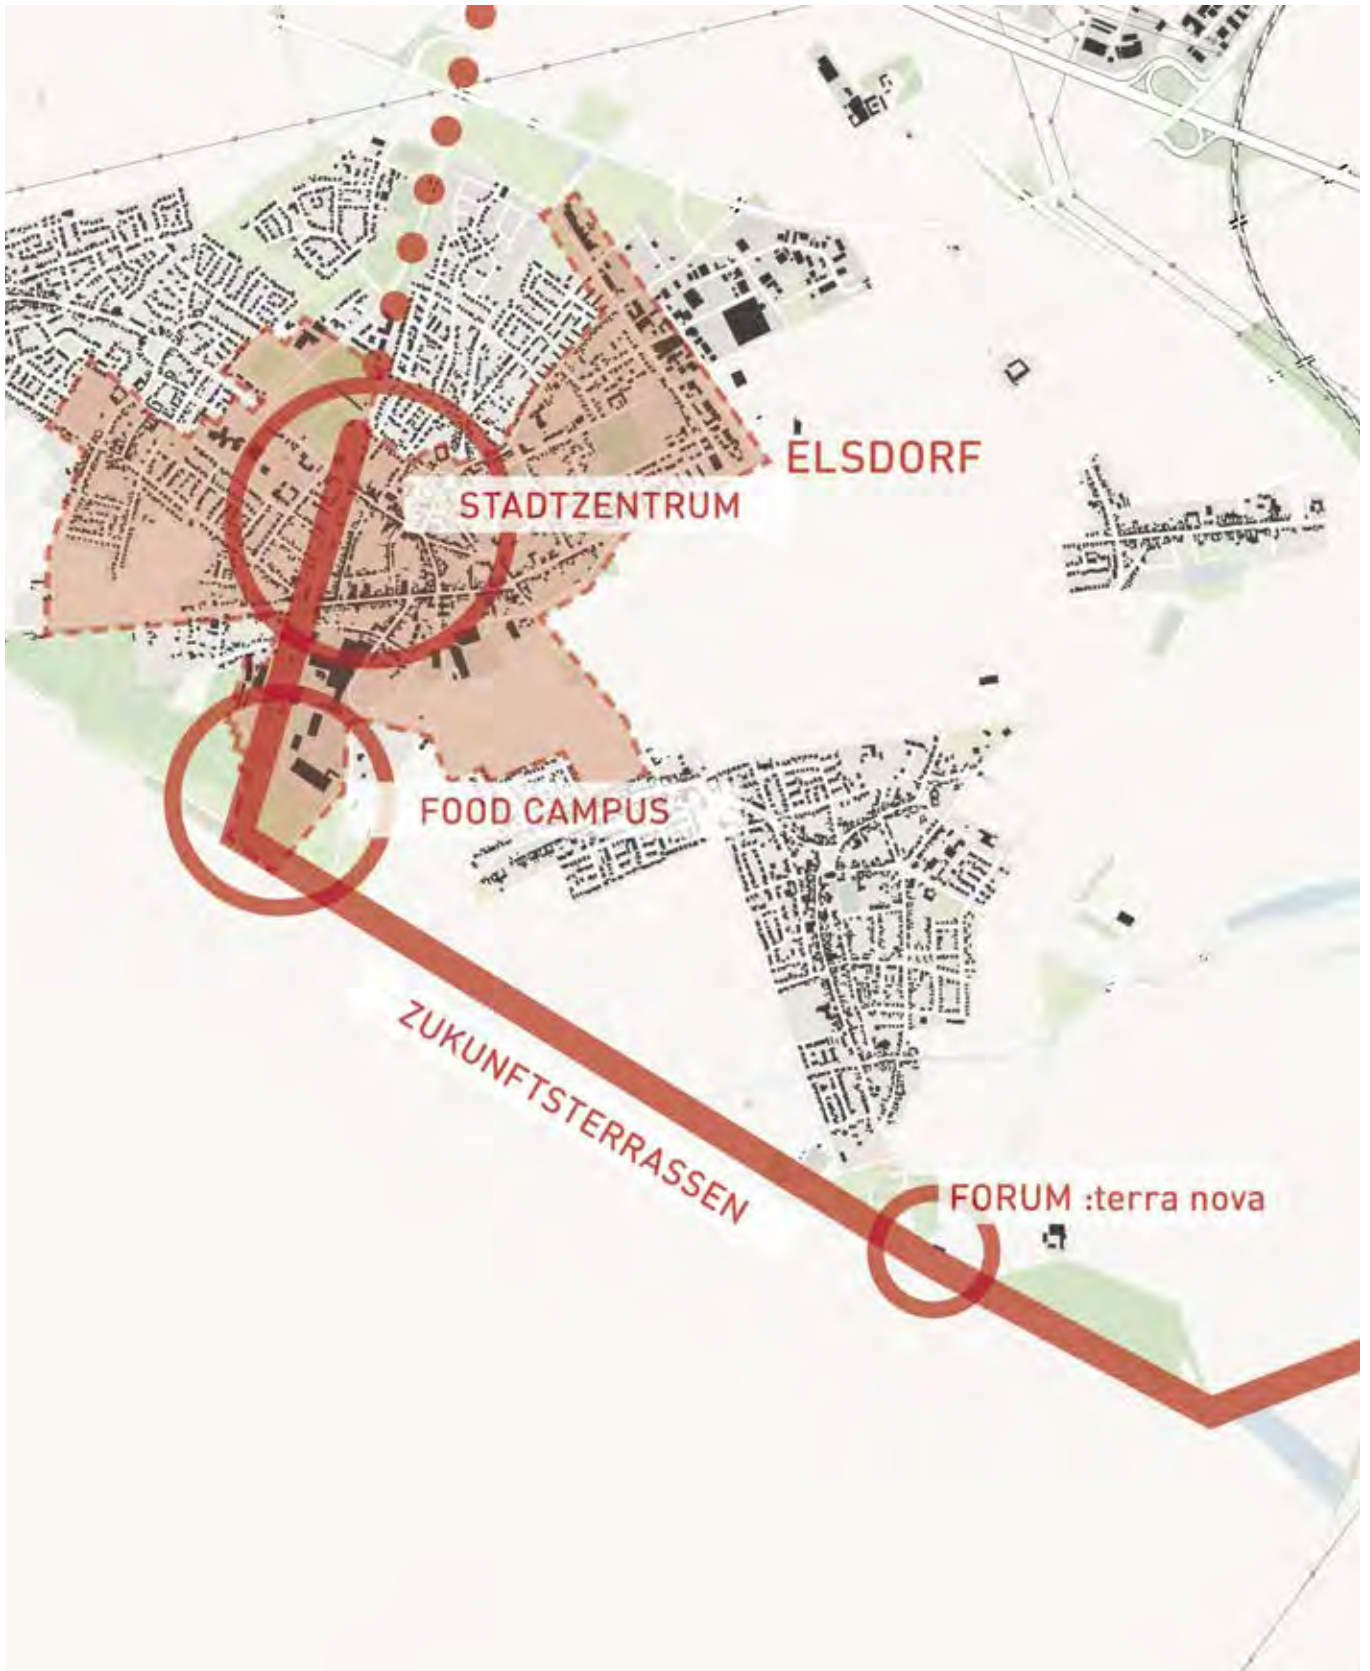 ELSDORF
STADTZENTRUM
FOOD CAMPUS
ZUKUNFTSTERRASSEN
FORUM :terra nova